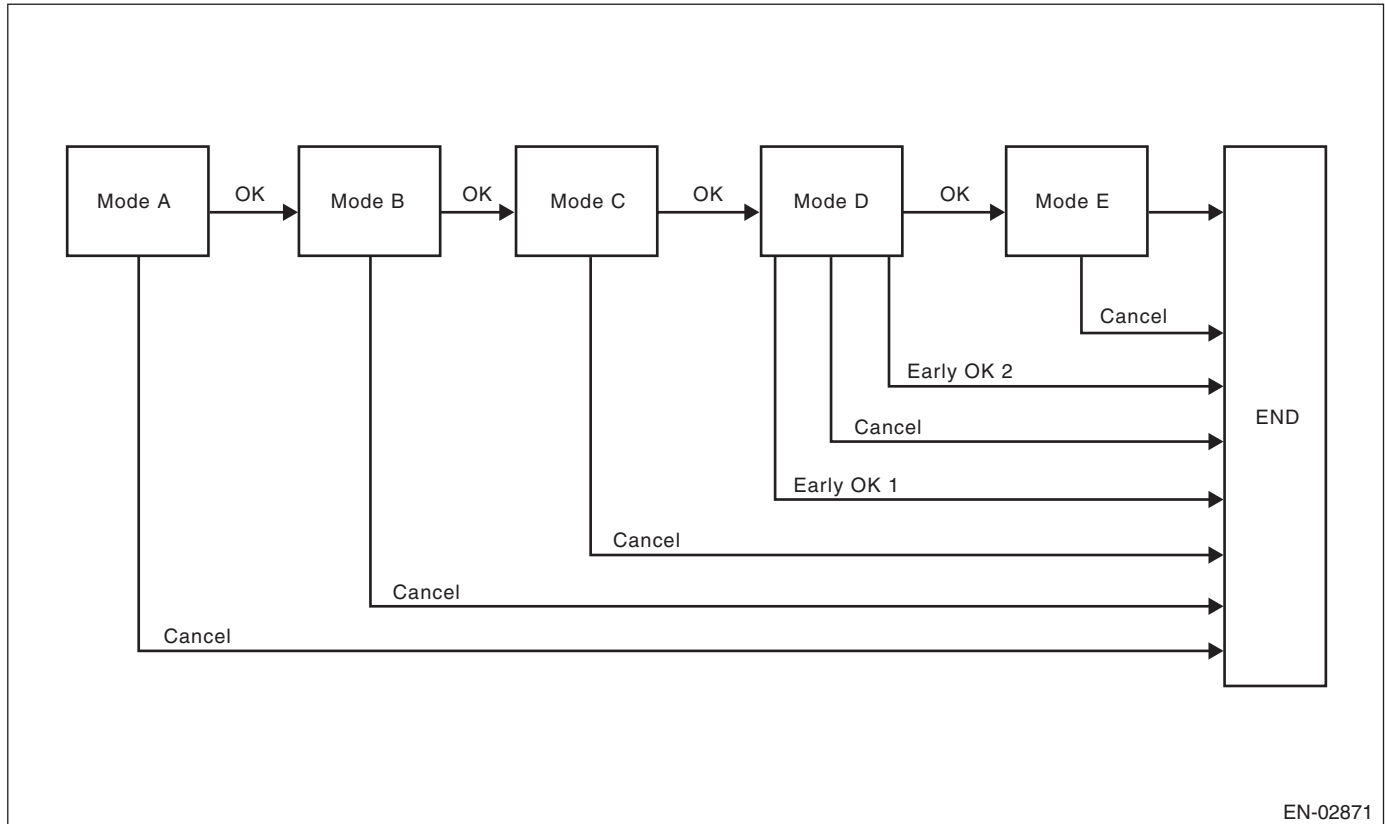 Mode A
OK
Mode B
OK
Mode C
OK
Mode D
OK
Mode E
Cancel
Early OK 2
END
Cancel
Early OK 1
Cancel
Cancel
Cancel
EN-02871